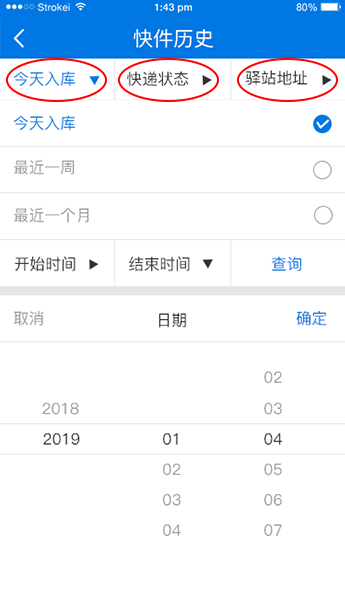 Strokei 1:43 pm 80%
快件历史
今天入库 快递状态 驿站地址
今天入库
最近一周
最近一个月
开始时间 结束时间 查询
取消 日期 确定
02
2018 03
2019 01 04
02 05
03 06
04 07